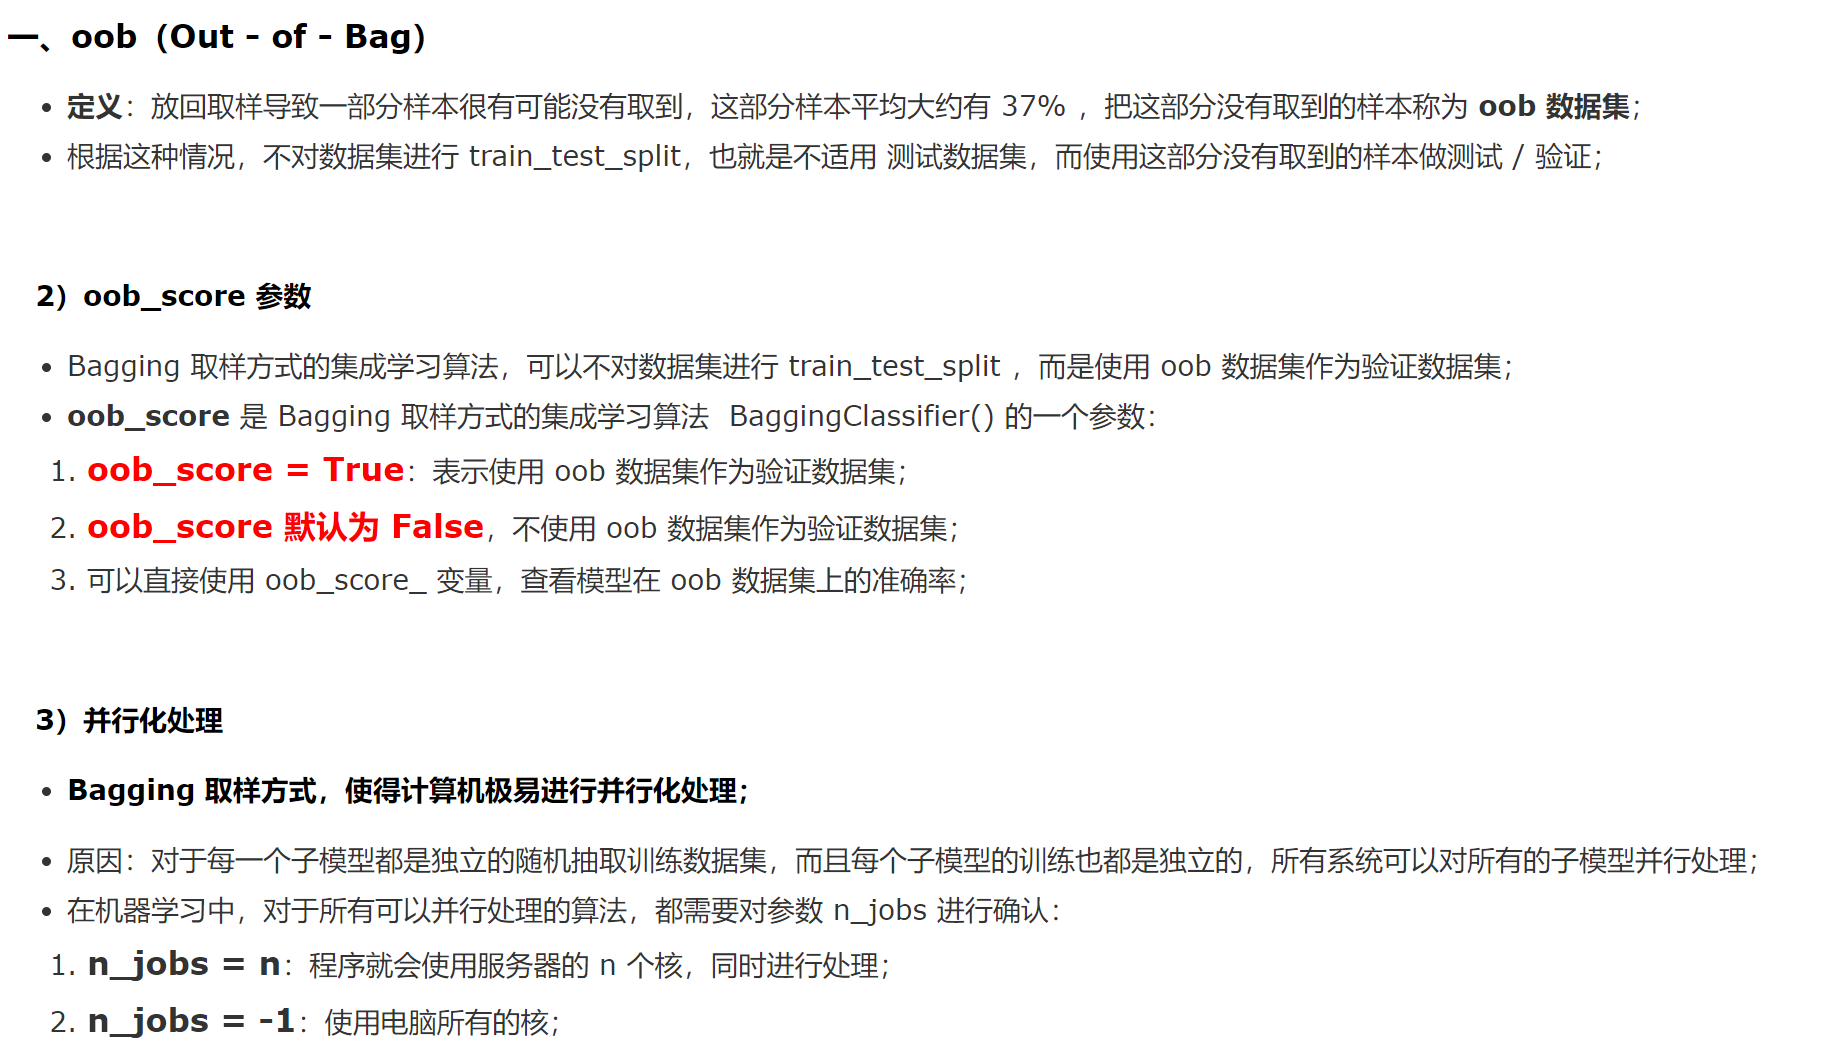 一、oob（Out – of – Bag）
• 定义：放回取样导致一部分样本很有可能没有取到，这部分样本平均大约有 37% ，把这部分没有取到的样本称为 oob 数据集；
• 根据这种情况，不对数据集进行 train_test_split，也就是不适用 测试数据集，而使用这部分没有取到的样本做测试 / 验证；
2）oob_score 参数
• Bagging 取样方式的集成学习算法，可以不对数据集进行 train_test_split ，而是使用 oob 数据集作为验证数据集；
• oob_score 是 Bagging 取样方式的集成学习算法 BaggingClassifier() 的一个参数：
1. oob_score = True：表示使用 oob 数据集作为验证数据集；
2. oob_score 默认为 False，不使用 oob 数据集作为验证数据集；
3. 可以直接使用 oob_score_ 变量，查看模型在 oob 数据集上的准确率；
3）并行化处理
• Bagging 取样方式，使得计算机极易进行并行化处理；
• 原因：对于每一个子模型都是独立的随机抽取训练数据集，而且每个子模型的训练也都是独立的，所有系统可以对所有的子模型并行处理；
• 在机器学习中，对于所有可以并行处理的算法，都需要对参数 n_jobs 进行确认：
1. n_jobs = n：程序就会使用服务器的 n 个核，同时进行处理；
2. n_jobs = -1：使用电脑所有的核；